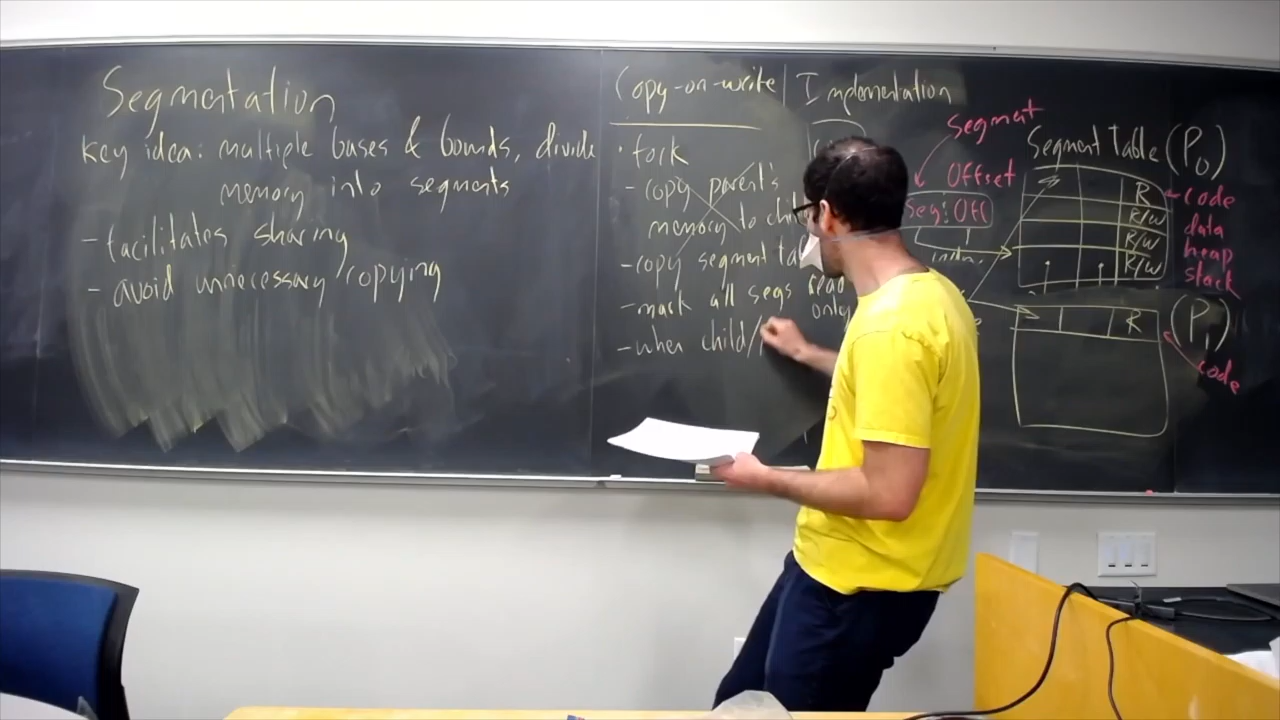 Segmentation
Key idea: multiple bases & bounds, divide
memory into segments
- facilitates sharing
- avoid unnecessary copying
Copy-on-write
· fork
- copy parent's
memory to
- copy segment
- mark all segs read
only
- when child/
Implementation
Segment
Offset
Seg: Off
Segment Table (P0)
R
R/W
R/W
R/W
code
data
heap
stack
R
(P1)
code